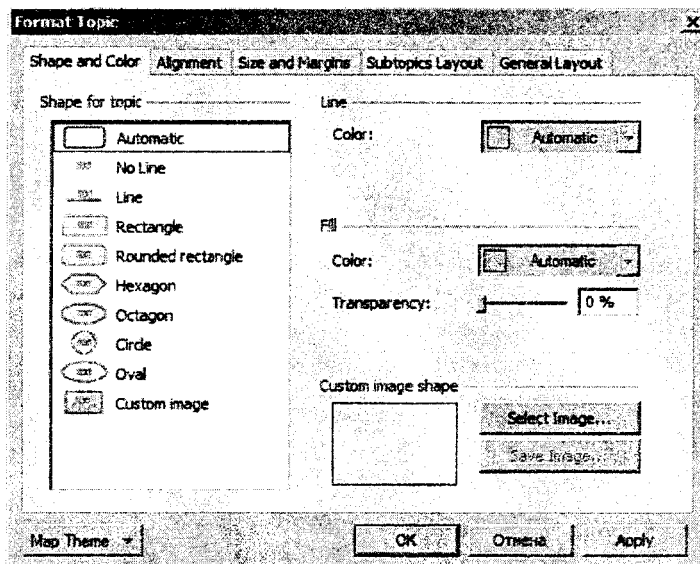 Format Topic
Shape and Color Alignment Size and Margins Subtopics Layout General Layout
Shape for topic
Automatic
No Line
Line
Rectangle
Rounded rectangle
Hexagon
Octagon
Circle
Oval
Custom image
Line
Color: Automatic
Fill
Color: Automatic
Transparency: 0 %
Custom image shape
Select Image...
Save Image...
Map Theme OK Отмена Apply